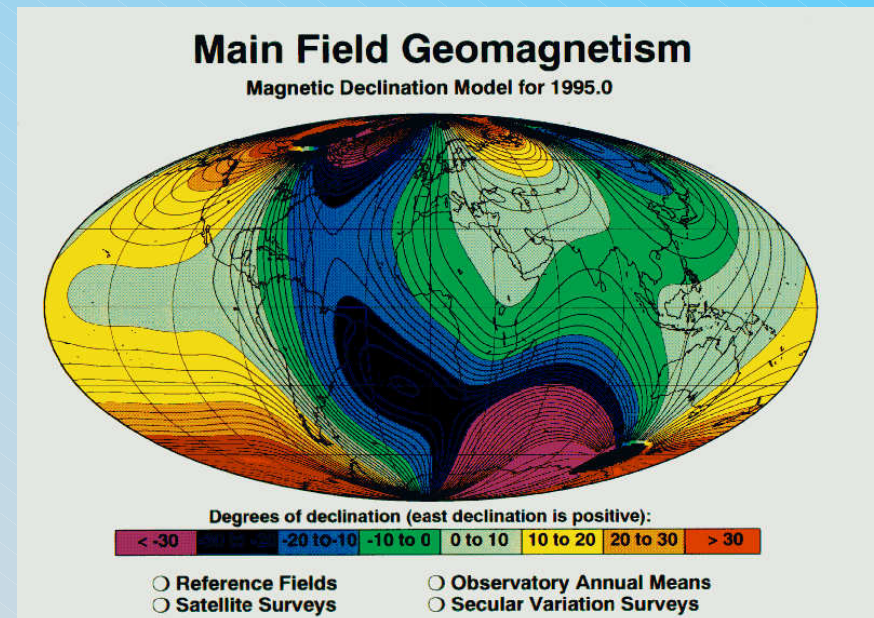 Main Field Geomagnetism
Magnetic Declination Model for 1995.0
Degrees of declination (east declination is positive):
< -30 -20 to -10 -10 to 0 0 to 10 10 to 20 20 to 30 > 30
❍ Reference Fields ❍ Observatory Annual Means
❍ Satellite Surveys ❍ Secular Variation Surveys